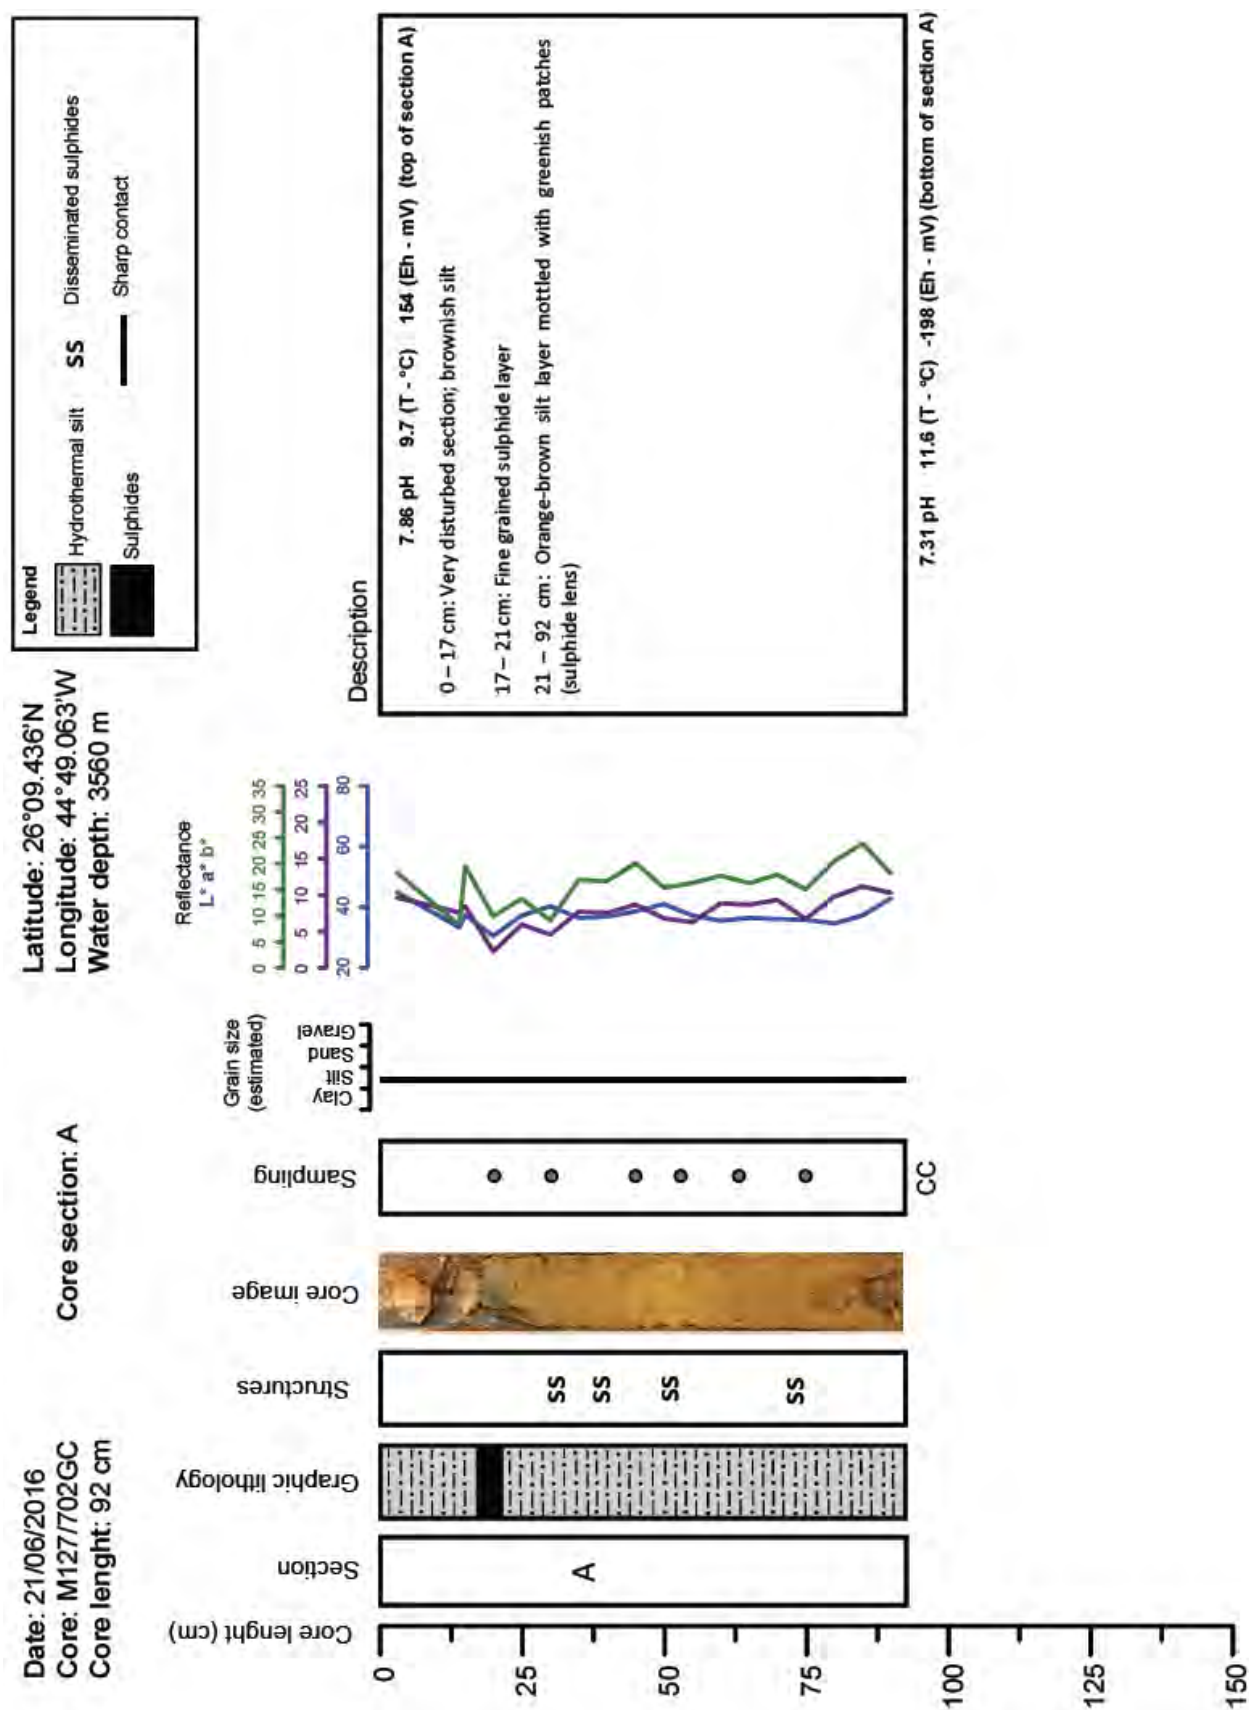 Date: 21/06/2016
Core: M127/702GC
Core lenght: 92 cm
Core section: A
Latitude: 26°09.436'N
Longitude: 44°49.063'W
Water depth: 3560 m
Legend
Hydrothermal silt
SS Disseminated sulphides
Sulphides
Sharp contact
Core lenght (cm)
Section
Graphic lithology
Structures
Core image
Sampling
Grain size
(estimated)
Clay
Silt
Sand
Gravel
Reflectance
L* a* b*
0 5 10 15 20 25 30 35
0 5 10 15 20 25
20 40 60 80
Description
7.86 pH 9.7 (T - °C) 154 (Eh - mV) (top of section A)
0 – 17 cm: Very disturbed section; brownish silt
17 – 21 cm: Fine grained sulphide layer
21 – 92 cm: Orange-brown silt layer mottled with greenish patches
(sulphide lens)
7.31 pH 11.6 (T - °C) -198 (Eh - mV) (bottom of section A)
A
SS
SS
SS
SS
CC
0
25
50
75
100
125
150